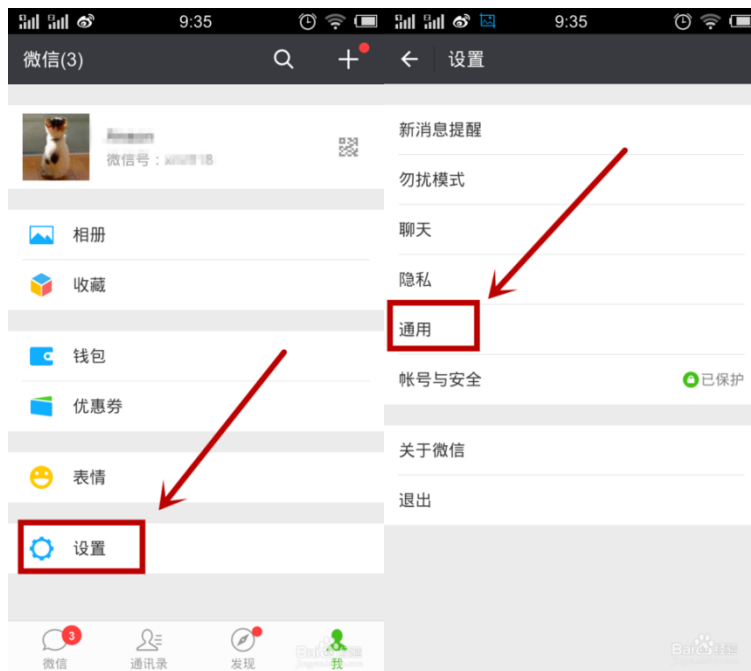 9:35
微信(3)
微信号：
相册
收藏
钱包
优惠券
表情
设置
3
微信
通讯录
发现
我
9:35
设置
新消息提醒
勿扰模式
聊天
隐私
通用
帐号与安全
已保护
关于微信
退出